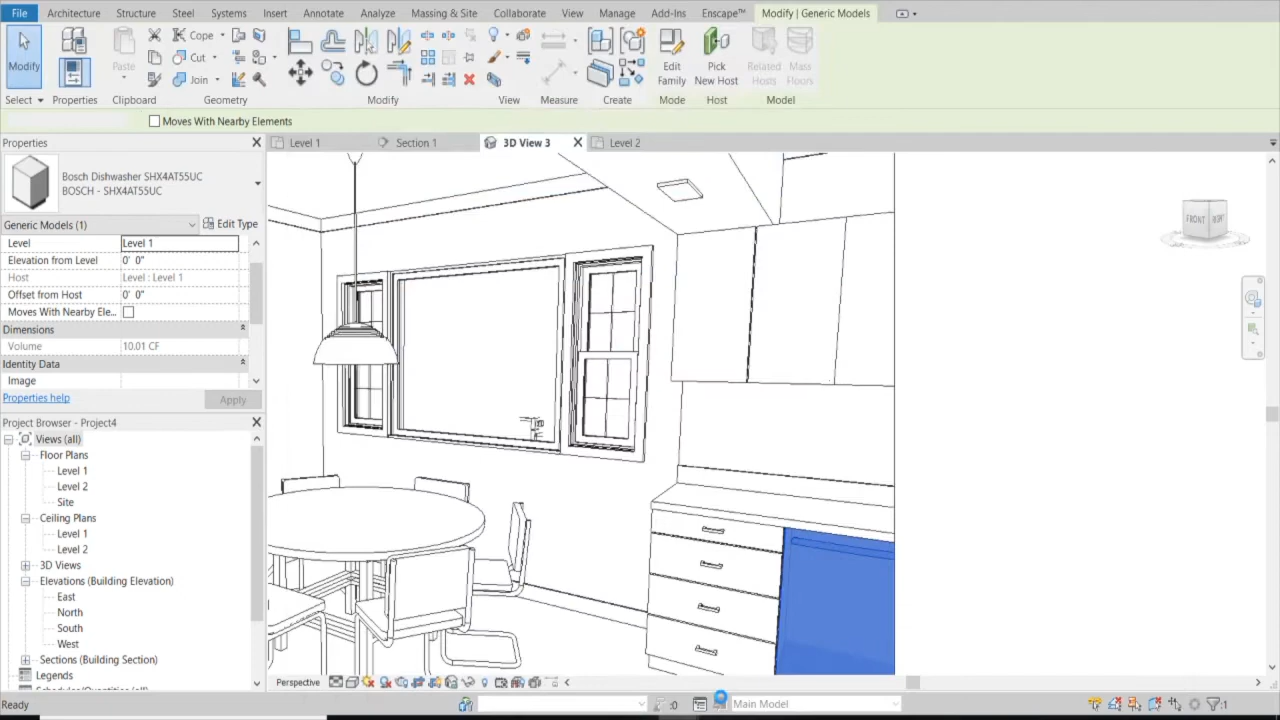 File Architecture Structure Steel Systems Insert Annotate Analyze Massing & Site Collaborate View Manage Add-Ins Enscape™ Modify | Generic Models
Modify Paste Cope Cut Join Edit Family Pick New Host Related Hosts Mass Floors
Select Properties Clipboard Geometry Modify View Measure Create Mode Host Model
Moves With Nearby Elements
Properties
Level 1 Section 1 3D View 3 Level 2
Bosch Dishwasher SHX4AT55UC
BOSCH - SHX4AT55UC
Generic Models (1) Edit Type
Level Level 1
Elevation from Level 0' 0"
Host Level : Level 1
Offset from Host 0' 0"
Moves With Nearby Ele...
Dimensions
Volume 10.01 CF
Identity Data
Image
Properties help Apply
FRONT
Project Browser - Project4
Views (all)
Floor Plans
Level 1
Level 2
Site
Ceiling Plans
Level 1
Level 2
3D Views
Elevations (Building Elevation)
East
North
South
West
Sections (Building Section)
Legends
Schedules/Quantities (all)
Perspective
Ready :0 Main Model :1